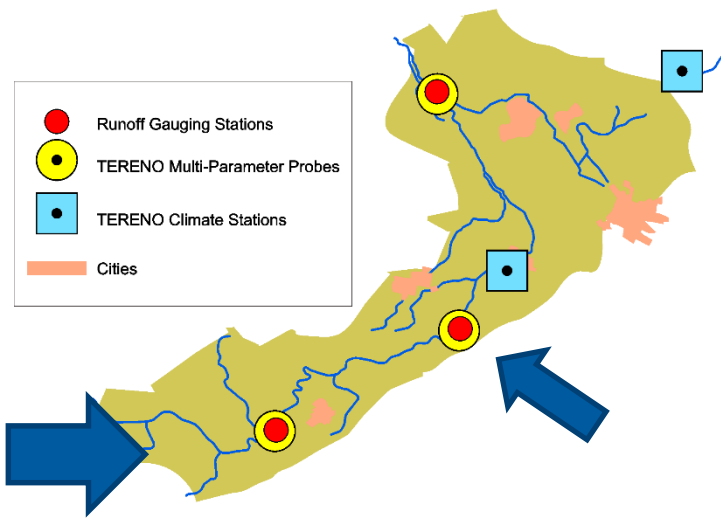 Runoff Gauging Stations
TERENO Multi-Parameter Probes
TERENO Climate Stations
Cities